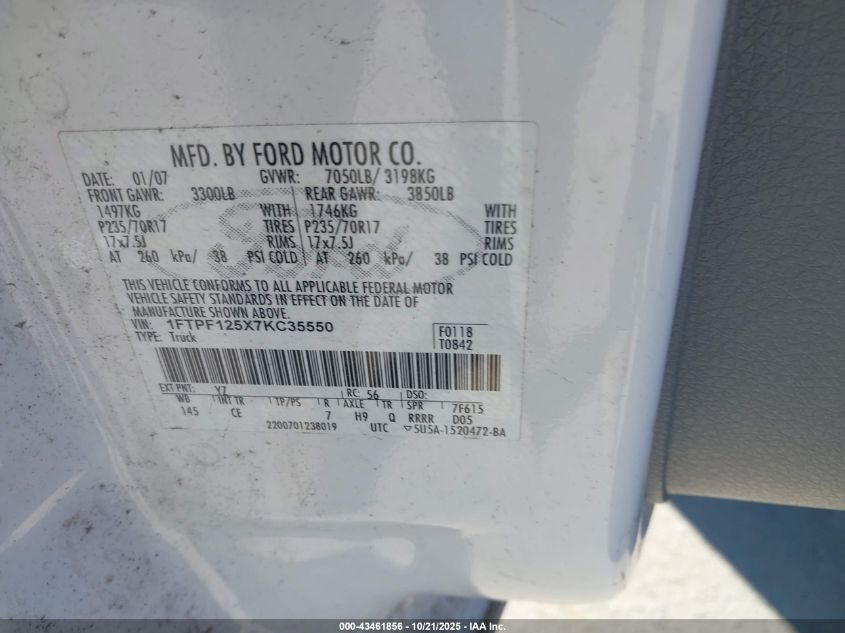 MFD. BY FORD MOTOR CO.
DATE: 01/07 GVWR: 7050LB/ 3198KG
FRONT GAWR: 3300LB REAR GAWR: 3850LB
1497KG WITH 1746KG WITH
P235/70R17 TIRES P235/70R17 TIRES
17x7.5J RIMS 17x7.5J RIMS
AT 260 kPa/ 38 PSI COLD AT 260 kPa/ 38 PSI COLD
THIS VEHICLE CONFORMS TO ALL APPLICABLE FEDERAL MOTOR
VEHICLE SAFETY STANDARDS IN EFFECT ON THE DATE OF
MANUFACTURE SHOWN ABOVE.
VIN: 1FTPF125X7KC35550 F0118
TYPE: Truck T0842
EXT PNT: Y7 RC: 56 DSO:
WB INT TR TP/PS R AXLE TR SPR 7F615
145 CE 7 H9 Q RRRR D05
2200701238019 UTC ▽5U5A-1520472-BA
000-43461856 10/21/2025 IAA Inc.